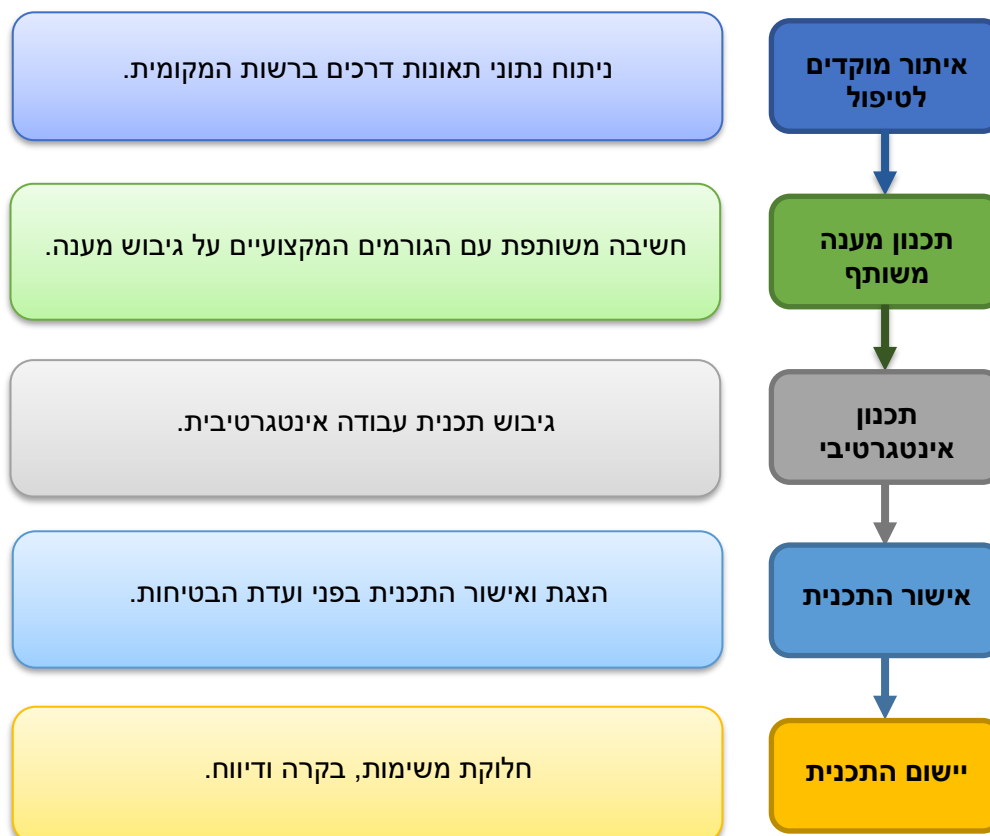 איתור מוקדים
לטיפול
ניתוח נתוני תאונות דרכים ברשות המקומית.
תכנון מענה
משותף
חשיבה משותפת עם הגורמים המקצועיים על גיבוש מענה.
תכנון
אינטגרטיבי
גיבוש תכנית עבודה אינטגרטיבית.
אישור התכנית
הצגת ואישור התכנית בפני ועדת הבטיחות.
יישום התכנית
חלוקת משימות, בקרה ודיווח.